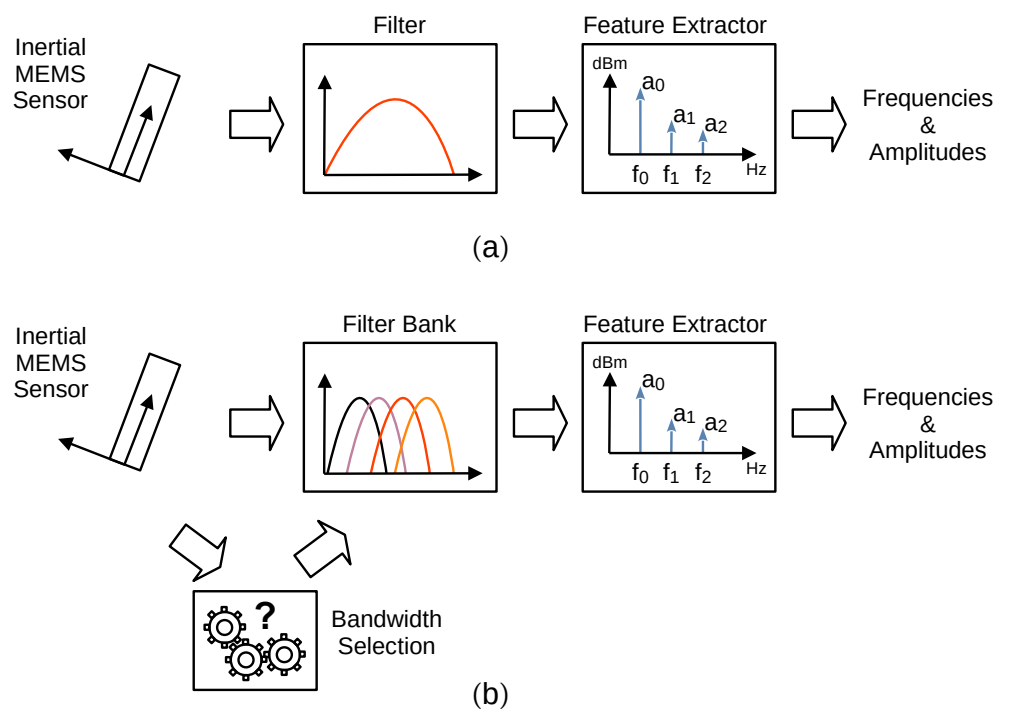 Inertial
MEMS
Sensor
Filter
Feature Extractor
dBm
a0
a1
a2
f0 f1 f2
Hz
Frequencies
&
Amplitudes
(a)
Inertial
MEMS
Sensor
Filter Bank
Feature Extractor
dBm
a0
a1
a2
f0 f1 f2
Hz
Frequencies
&
Amplitudes
?
Bandwidth
Selection
(b)